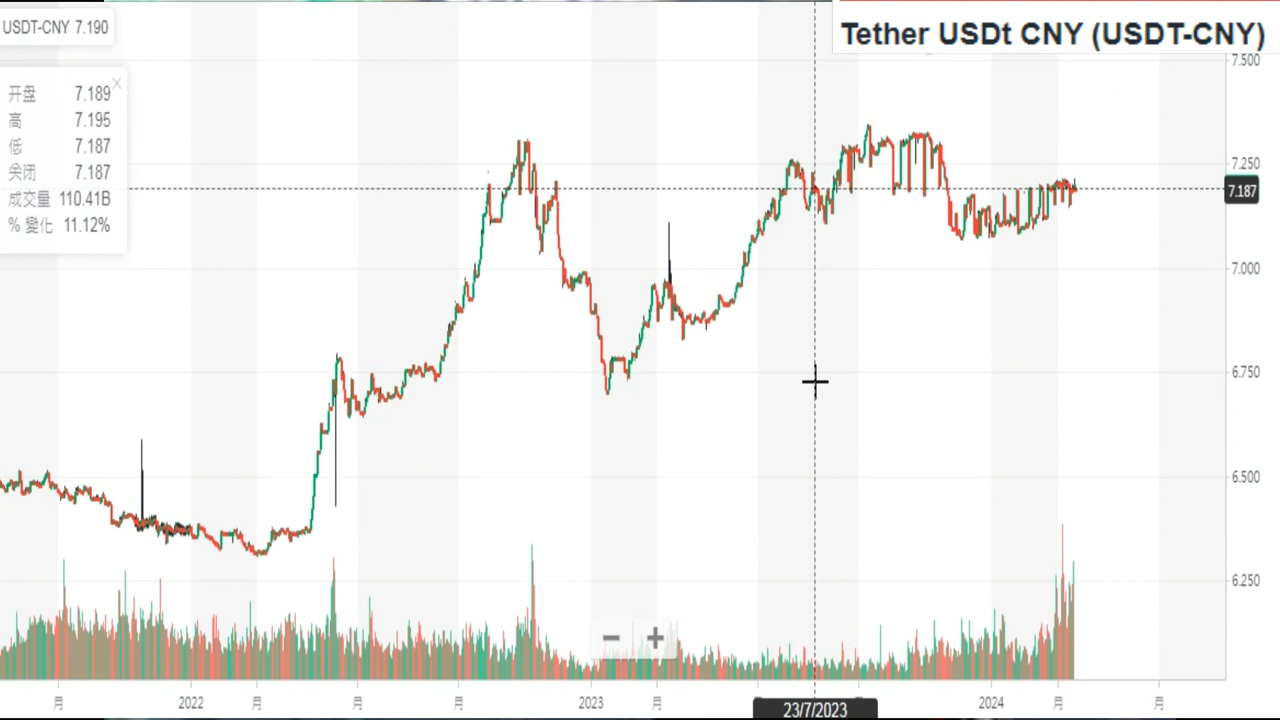 USDT-CNY 7.190
Tether USDt CNY (USDT-CNY)
开盘 7.189
高 7.195
低 7.187
关闭 7.187
成交量 110.41B
% 變化 11.12%
7.500
7.250
7.187
7.000
6.750
6.500
6.250
月 2022 月 月 月 2023 月 23/7/2023 2024 月 月